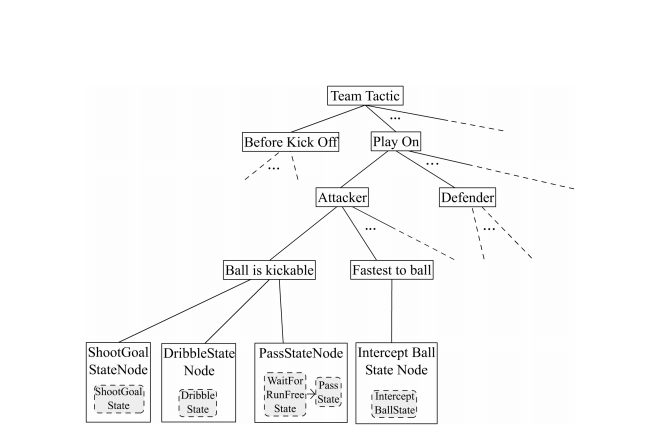 Team Tactic
...
Before Kick Off
Play On
...
...
Attacker
Defender
...
...
Ball is kickable
Fastest to ball
ShootGoal
StateNode
ShootGoal
State
DribbleState
Node
Dribble
State
PassStateNode
WaitFor
RunFree
State
Pass
State
Intercept Ball
State Node
Intercept
BallState